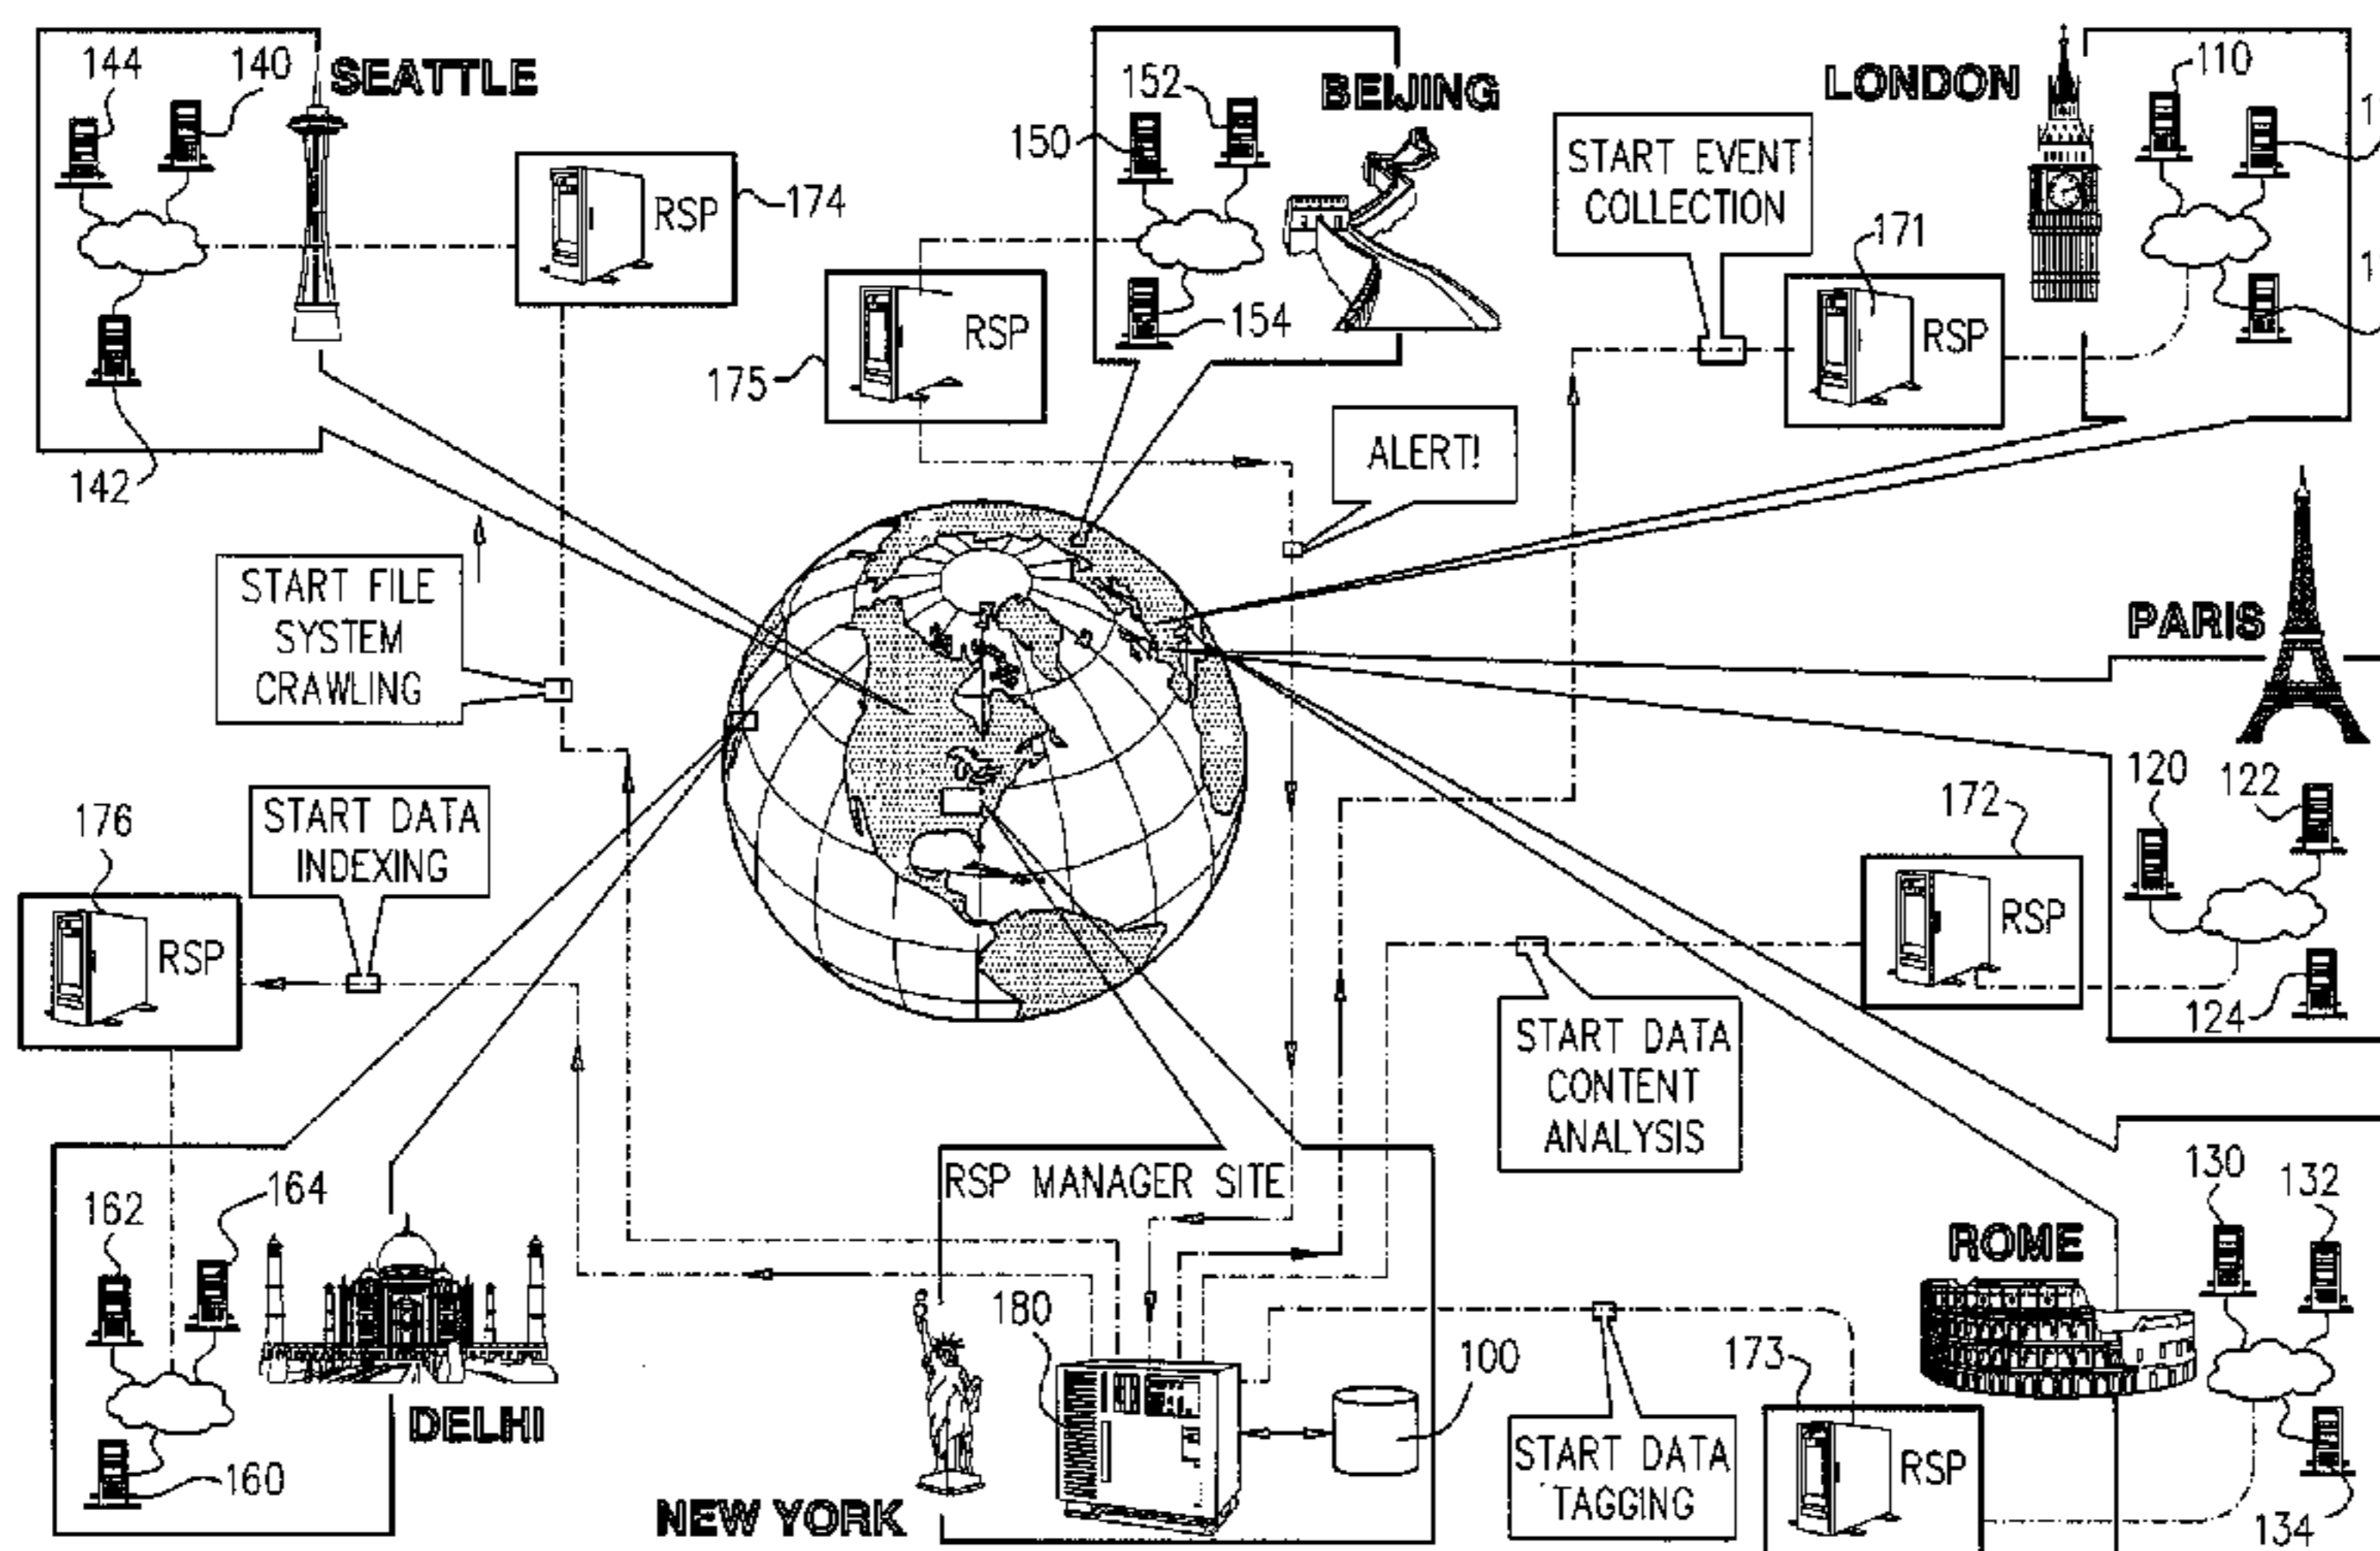 144
140
SEATTLE
152
BEIJING
LONDON
110
150
START EVENT
COLLECTION
RSP
174
171
154
RSP
RSP
175
ALERT!
142
START FILE
SYSTEM
CRAWLING
PARIS
120
122
172
176
START DATA
INDEXING
RSP
RSP
124
START DATA
CONTENT
ANALYSIS
RSP MANAGER SITE
130
132
162
164
ROME
180
100
173
DELHI
160
START DATA
TAGGING
RSP
NEW YORK
134